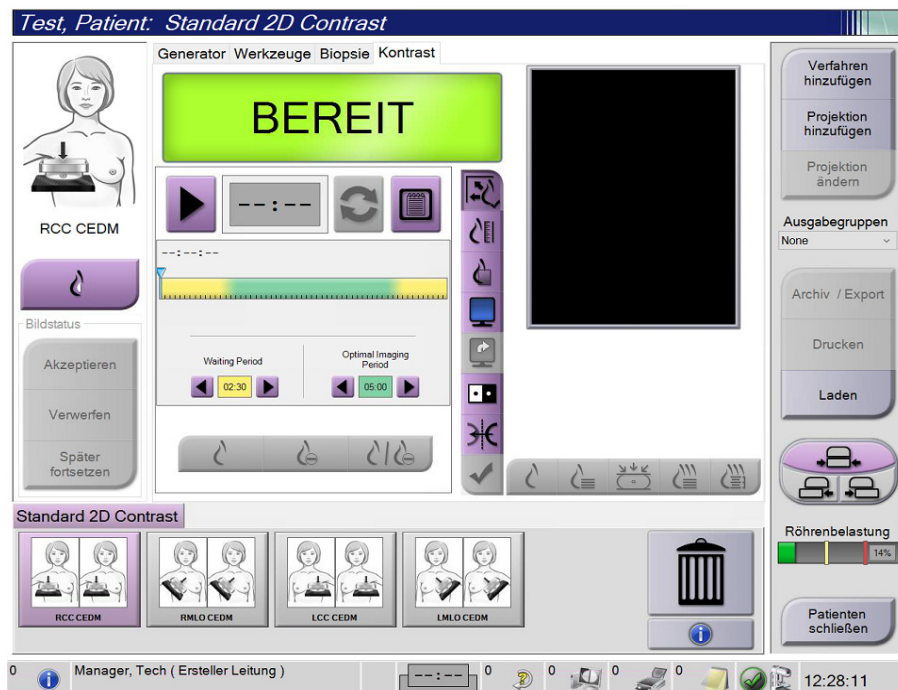 Test, Patient: Standard 2D Contrast
Generator Werkzeuge Biopsie Kontrast
BEREIT
RCC CEDM
--:--
--:--:--
Waiting Period
02:30
Optimal Imaging
Period
05:00
Bildstatus
Akzeptieren
Verwerfen
Später
fortsetzen
Verfahren
hinzufügen
Projektion
hinzufügen
Projektion
ändern
Ausgabegruppen
None
Archiv / Export
Drucken
Laden
Röhrenbelastung
14%
Patienten
schließen
Standard 2D Contrast
RCC CEDM
RMLO CEDM
LCC CEDM
LMLO CEDM
0 Manager, Tech ( Ersteller Leitung ) --:-- 0 0 0 0 12:28:11